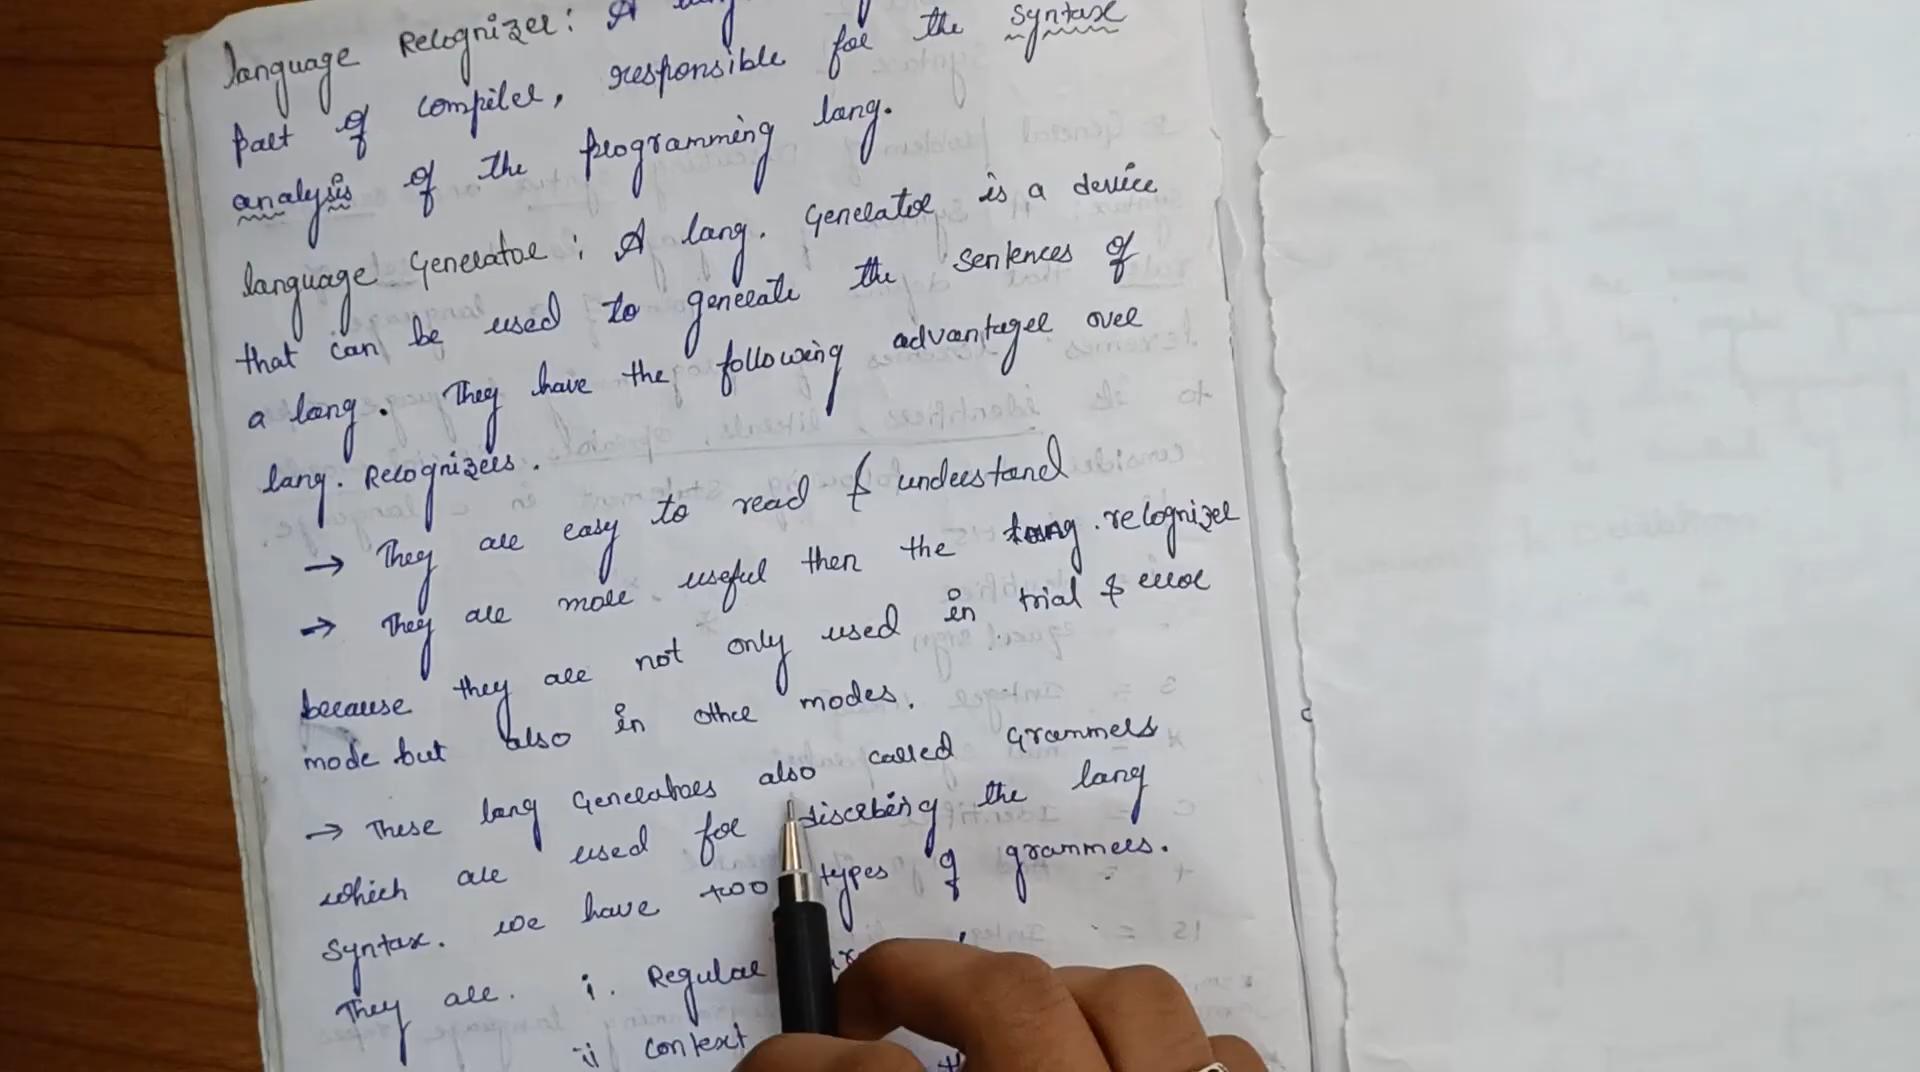 language Recognizer: A
part of compiler, responsible for the syntax
analysis of the programming lang.
language Generator: A lang. Generator is a device
that can be used to generate the sentences of
a lang. They have the following advantager over
lang. Recognizers.
→ They are easy to read & understand
→ They are more useful then the lang. recognizer
because they are not only used in trial & error
mode but also in other modes.
→ These lang Generators also called Grammers
which are used for discrbing the lang
syntax. we have two types of grammers.
They are. i. Regular
ii context